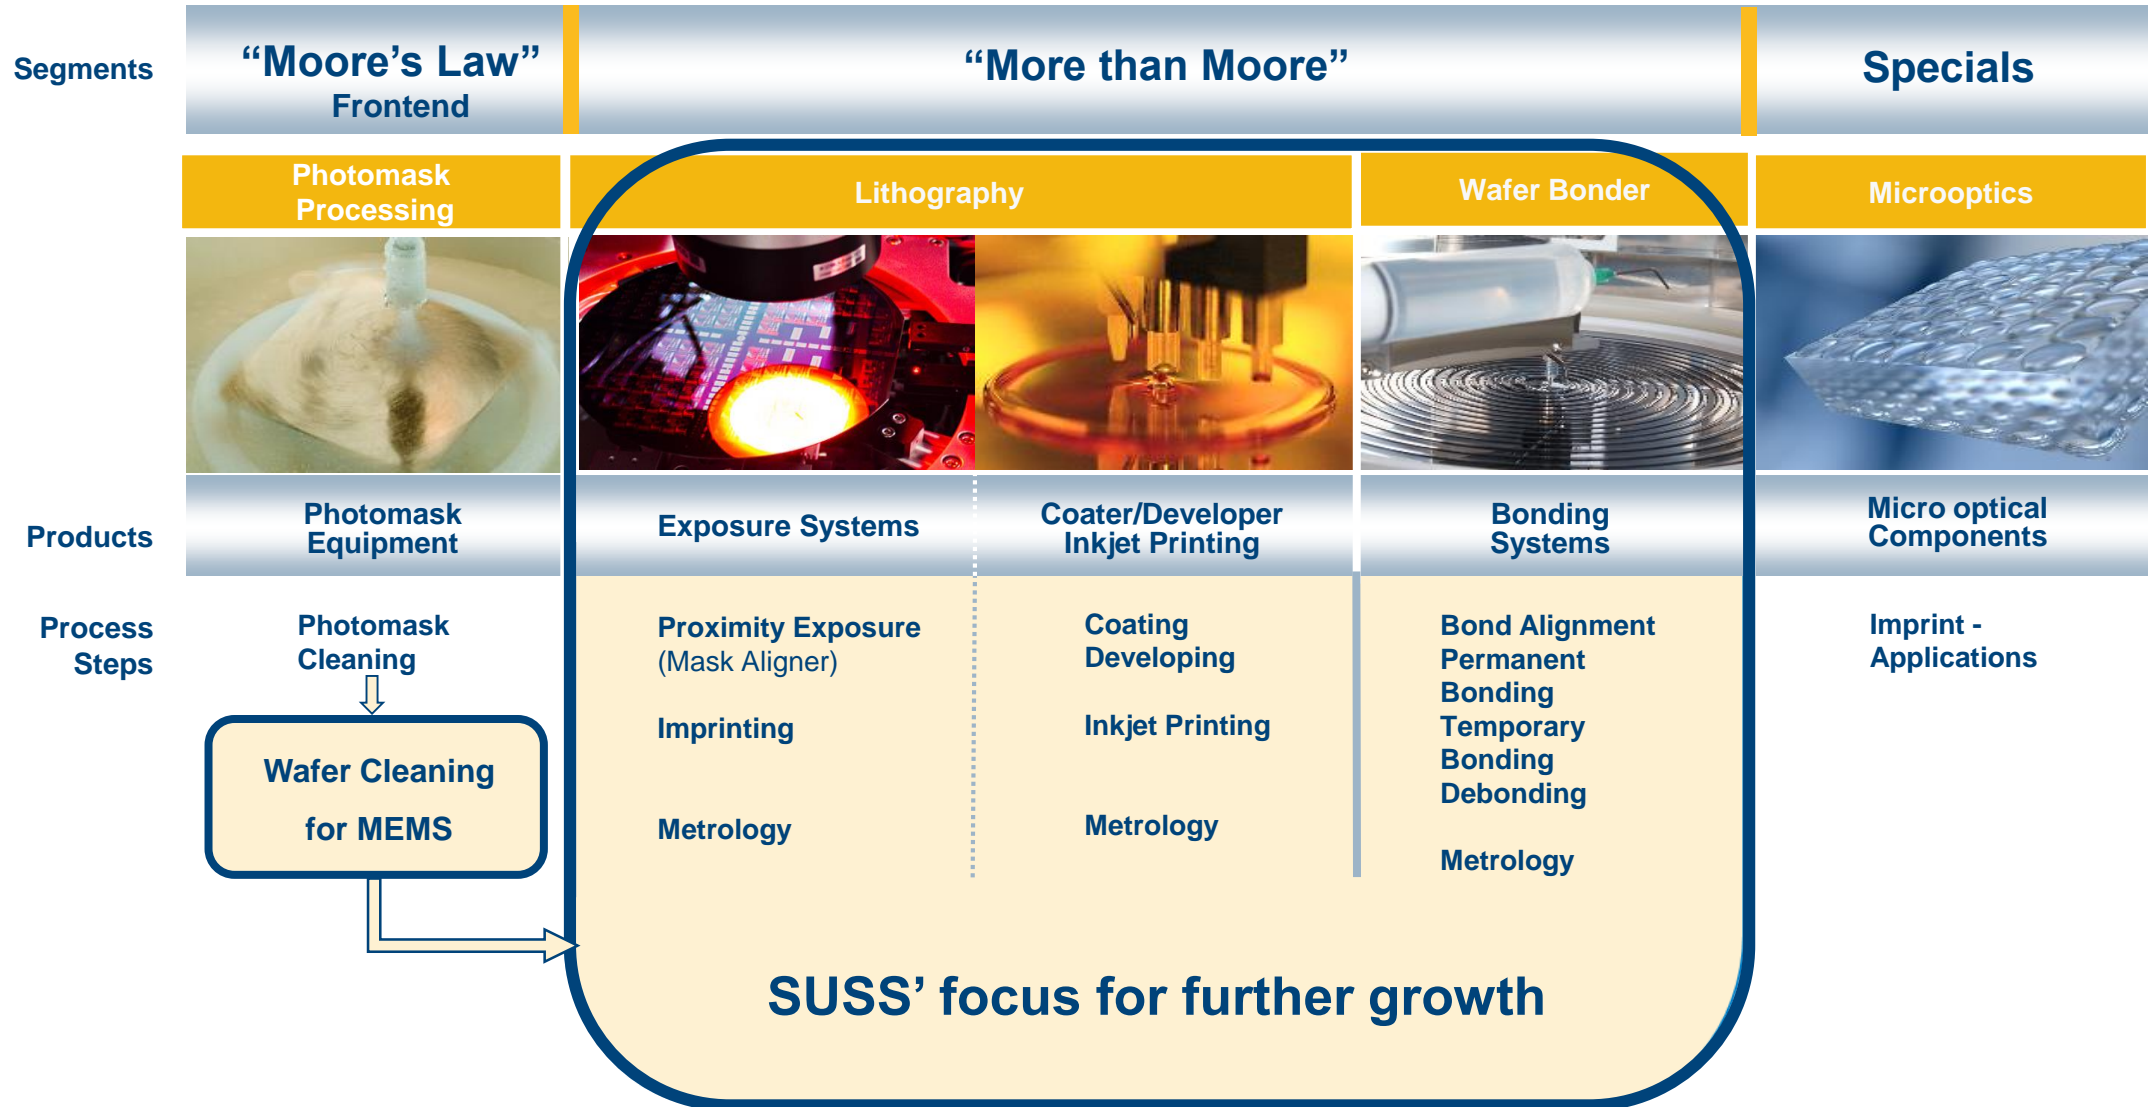 Segments
“Moore’s Law”
Frontend
“More than Moore”
Specials
Photomask
Processing
Lithography
Wafer Bonder
Microoptics
Products
Photomask
Equipment
Exposure Systems
Coater/Developer
Inkjet Printing
Bonding
Systems
Micro optical
Components
Process
Steps
Photomask
Cleaning
Wafer Cleaning
for MEMS
Proximity Exposure
(Mask Aligner)
Imprinting
Metrology
Coating
Developing
Inkjet Printing
Metrology
Bond Alignment
Permanent
Bonding
Temporary
Bonding
Debonding
Metrology
Imprint -
Applications
SUSS’ focus for further growth